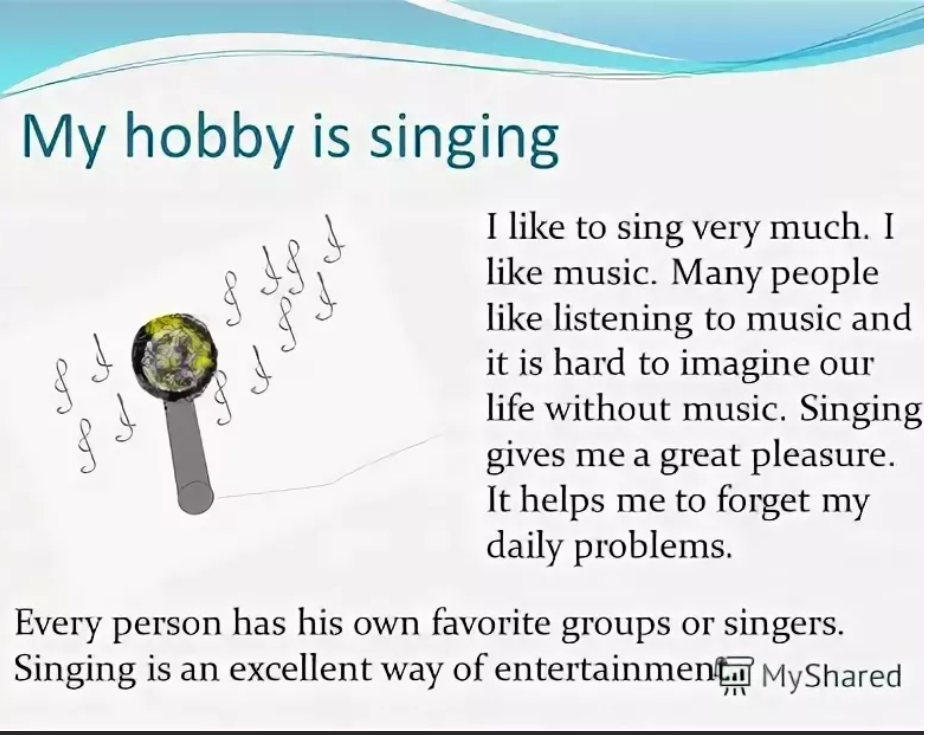 My hobby is singing
I like to sing very much. I
like music. Many people
like listening to music and
it is hard to imagine our
life without music. Singing
gives me a great pleasure.
It helps me to forget my
daily problems.
Every person has his own favorite groups or singers.
Singing is an excellent way of entertainment
MyShared